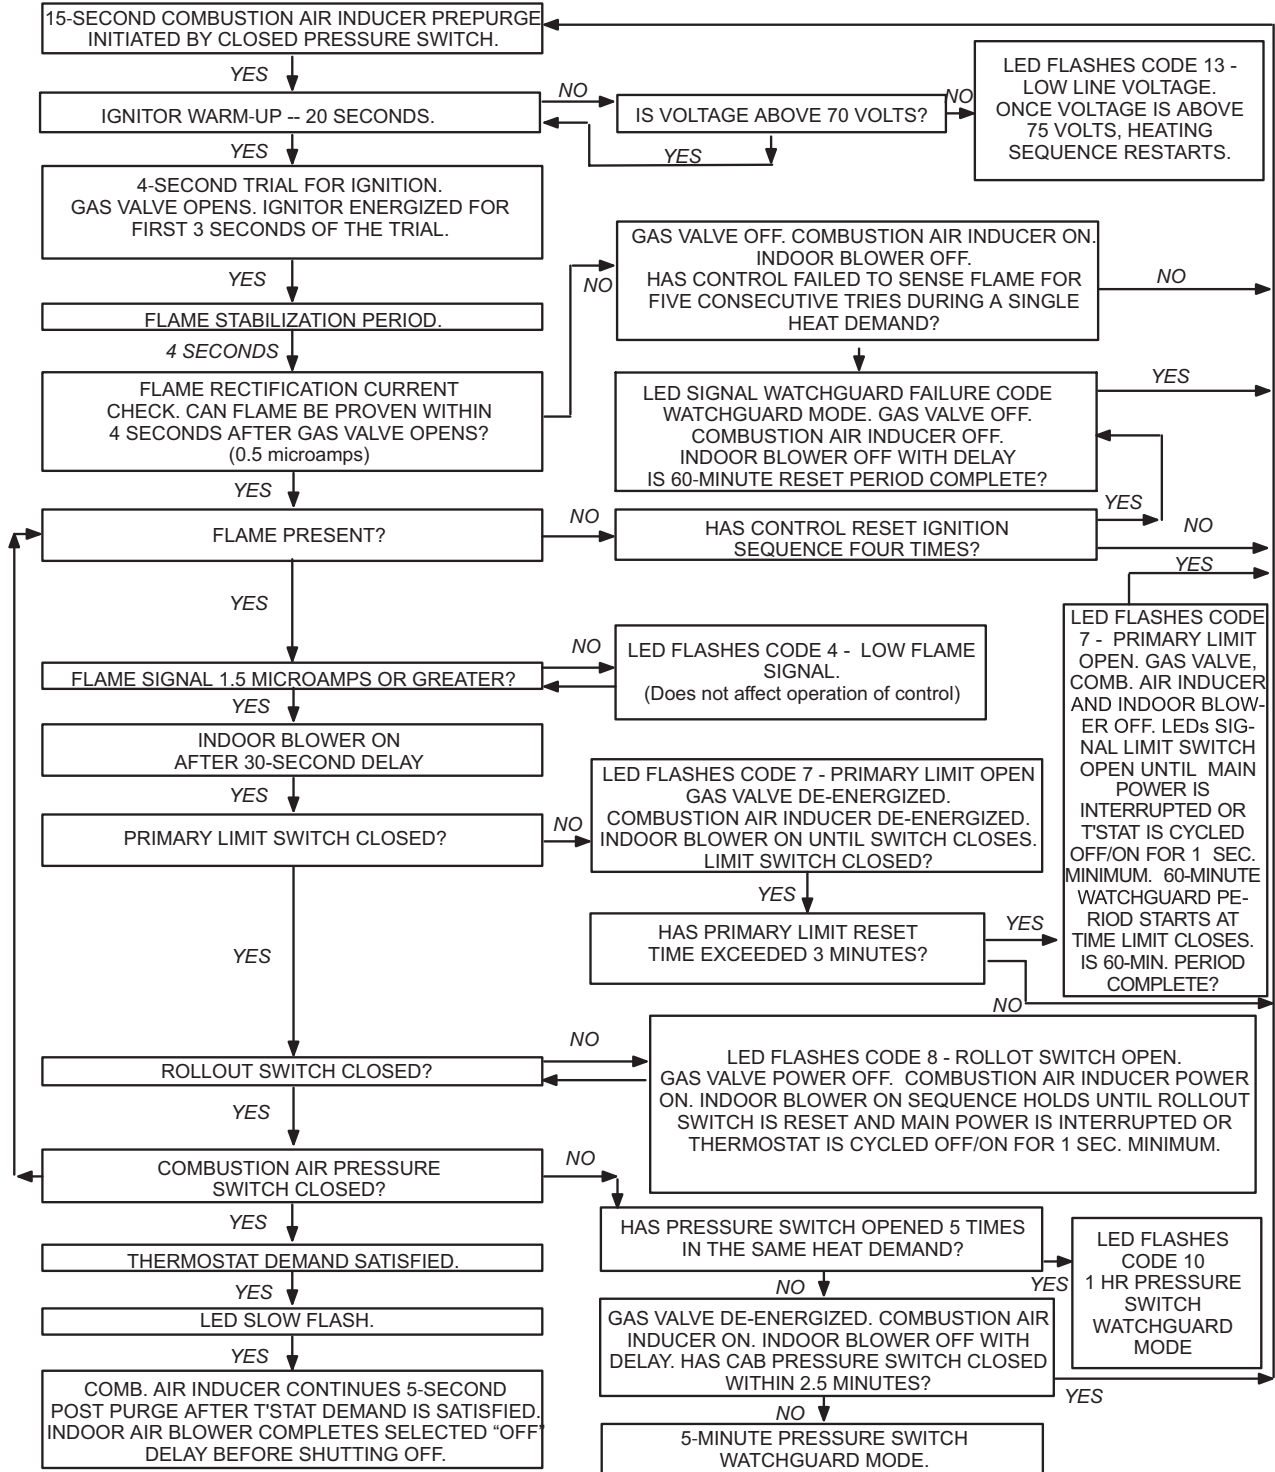 15-SECOND COMBUSTION AIR INDUCER PREPURGE
INITIATED BY CLOSED PRESSURE SWITCH.
YES
IGNITOR WARM-UP -- 20 SECONDS.
NO
IS VOLTAGE ABOVE 70 VOLTS?
NO
YES
LED FLASHES CODE 13 -
LOW LINE VOLTAGE.
ONCE VOLTAGE IS ABOVE
75 VOLTS, HEATING
SEQUENCE RESTARTS.
YES
4-SECOND TRIAL FOR IGNITION.
GAS VALVE OPENS. IGNITOR ENERGIZED FOR
FIRST 3 SECONDS OF THE TRIAL.
YES
FLAME STABILIZATION PERIOD.
4 SECONDS
FLAME RECTIFICATION CURRENT
CHECK. CAN FLAME BE PROVEN WITHIN
4 SECONDS AFTER GAS VALVE OPENS?
(0.5 microamps)
NO
GAS VALVE OFF. COMBUSTION AIR INDUCER ON.
INDOOR BLOWER OFF.
HAS CONTROL FAILED TO SENSE FLAME FOR
FIVE CONSECUTIVE TRIES DURING A SINGLE
HEAT DEMAND?
NO
LED SIGNAL WATCHGUARD FAILURE CODE
WATCHGUARD MODE. GAS VALVE OFF.
COMBUSTION AIR INDUCER OFF.
INDOOR BLOWER OFF WITH DELAY
IS 60-MINUTE RESET PERIOD COMPLETE?
YES
YES
FLAME PRESENT?
NO
HAS CONTROL RESET IGNITION
SEQUENCE FOUR TIMES?
YES
NO
YES
FLAME SIGNAL 1.5 MICROAMPS OR GREATER?
NO
LED FLASHES CODE 4 - LOW FLAME
SIGNAL.
(Does not affect operation of control)
YES
LED FLASHES CODE
7 - PRIMARY LIMIT
OPEN. GAS VALVE,
COMB. AIR INDUCER
AND INDOOR BLOW-
ER OFF. LEDs SIG-
NAL LIMIT SWITCH
OPEN UNTIL MAIN
POWER IS
INTERRUPTED OR
T'STAT IS CYCLED
OFF/ON FOR 1 SEC.
MINIMUM. 60-MINUTE
WATCHGUARD PE-
RIOD STARTS AT
TIME LIMIT CLOSES.
IS 60-MIN. PERIOD
COMPLETE?
YES
INDOOR BLOWER ON
AFTER 30-SECOND DELAY
YES
PRIMARY LIMIT SWITCH CLOSED?
NO
LED FLASHES CODE 7 - PRIMARY LIMIT OPEN
GAS VALVE DE-ENERGIZED.
COMBUSTION AIR INDUCER DE-ENERGIZED.
INDOOR BLOWER ON UNTIL SWITCH CLOSES.
LIMIT SWITCH CLOSED?
YES
HAS PRIMARY LIMIT RESET
TIME EXCEEDED 3 MINUTES?
YES
NO
YES
ROLLOUT SWITCH CLOSED?
NO
LED FLASHES CODE 8 - ROLLOT SWITCH OPEN.
GAS VALVE POWER OFF. COMBUSTION AIR INDUCER POWER
ON. INDOOR BLOWER ON SEQUENCE HOLDS UNTIL ROLLOUT
SWITCH IS RESET AND MAIN POWER IS INTERRUPTED OR
THERMOSTAT IS CYCLED OFF/ON FOR 1 SEC. MINIMUM.
YES
COMBUSTION AIR PRESSURE
SWITCH CLOSED?
NO
HAS PRESSURE SWITCH OPENED 5 TIMES
IN THE SAME HEAT DEMAND?
YES
LED FLASHES
CODE 10
1 HR PRESSURE
SWITCH
WATCHGUARD
MODE
NO
GAS VALVE DE-ENERGIZED. COMBUSTION AIR
INDUCER ON. INDOOR BLOWER OFF WITH
DELAY. HAS CAB PRESSURE SWITCH CLOSED
WITHIN 2.5 MINUTES?
YES
NO
5-MINUTE PRESSURE SWITCH
WATCHGUARD MODE.
YES
THERMOSTAT DEMAND SATISFIED.
YES
LED SLOW FLASH.
YES
COMB. AIR INDUCER CONTINUES 5-SECOND
POST PURGE AFTER T'STAT DEMAND IS SATISFIED.
INDOOR AIR BLOWER COMPLETES SELECTED “OFF”
DELAY BEFORE SHUTTING OFF.